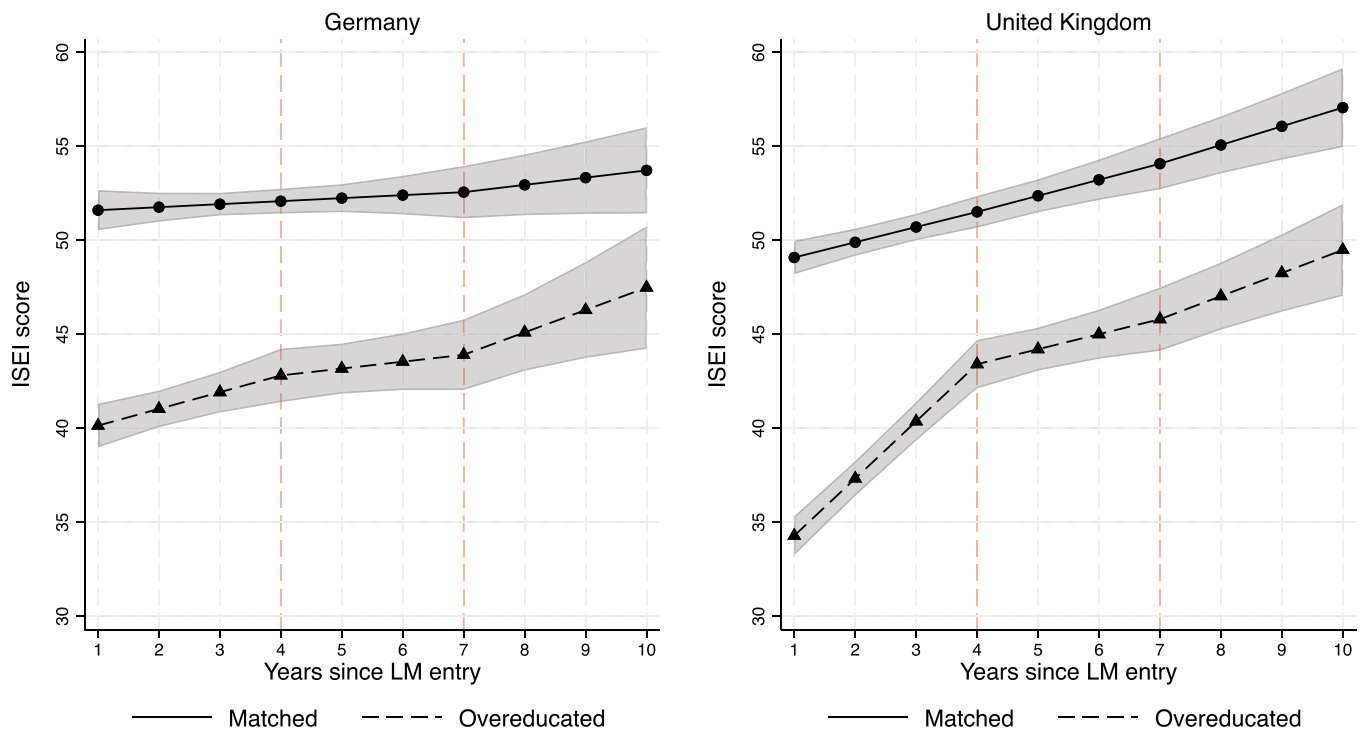 Germany
ISEI score
60
55
50
45
40
35
30
1 2 3 4 5 6 7 8 9 10
Years since LM entry
Matched Overeducated
United Kingdom
ISEI score
60
55
50
45
40
35
30
1 2 3 4 5 6 7 8 9 10
Years since LM entry
Matched Overeducated